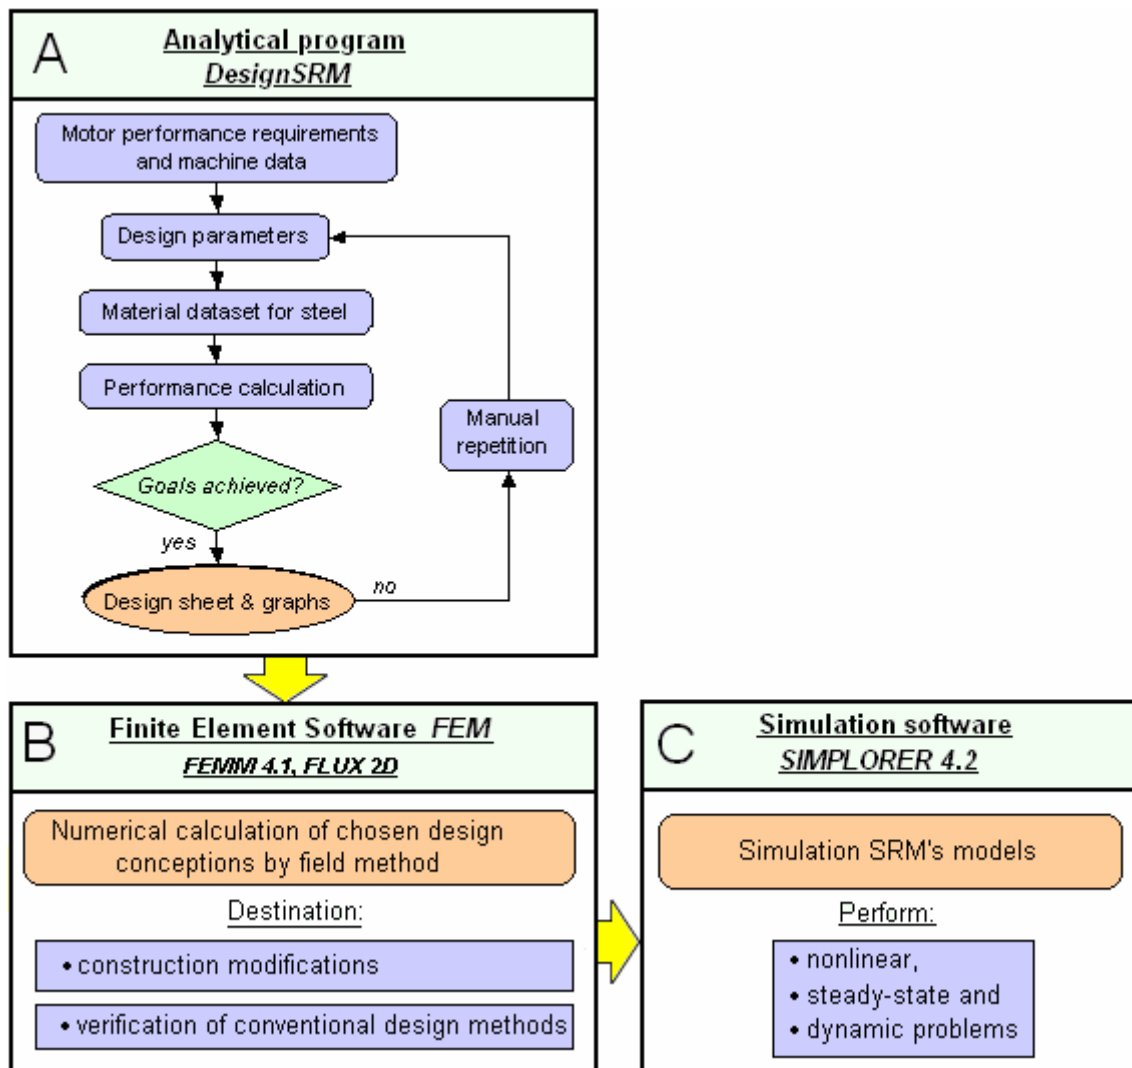 A
Analytical program
DesignSRM
Motor performance requirements
and machine data
Design parameters
Material dataset for steel
Performance calculation
Manual
repetition
Goals achieved?
yes
no
Design sheet & graphs
B
Finite Element Software FEM
FEMM 4.1, FLUX 2D
Numerical calculation of chosen design
conceptions by field method
Destination:
• construction modifications
• verification of conventional design methods
C
Simulation software
SIMPLORER 4.2
Simulation SRM's models
Perform:
• nonlinear,
• steady-state and
• dynamic problems